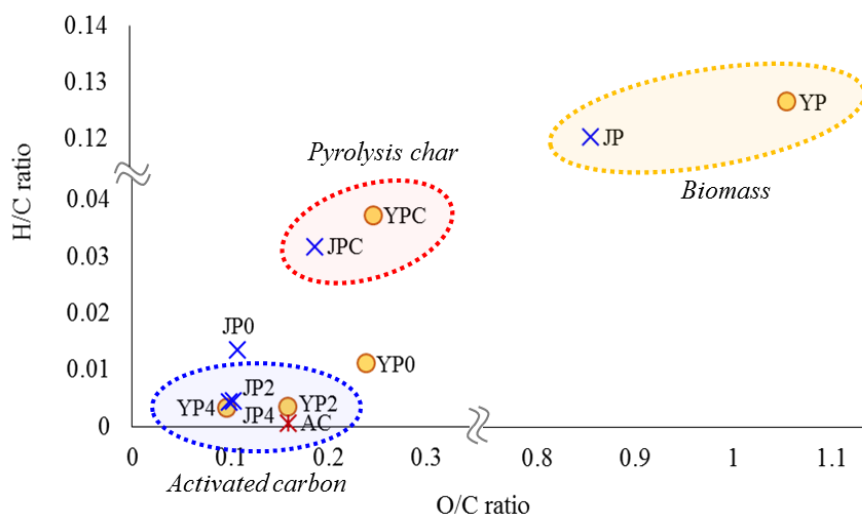 0.14
0.13
0.12
0.04
0.03
0.02
0.01
0
H/C ratio
Pyrolysis char
YP
JP
Biomass
YPC
JPC
JP0
YP0
JP2
YP4
JP4
YP2
AC
0
0.1
0.2
0.3
0.8
0.9
1
1.1
Activated carbon
O/C ratio